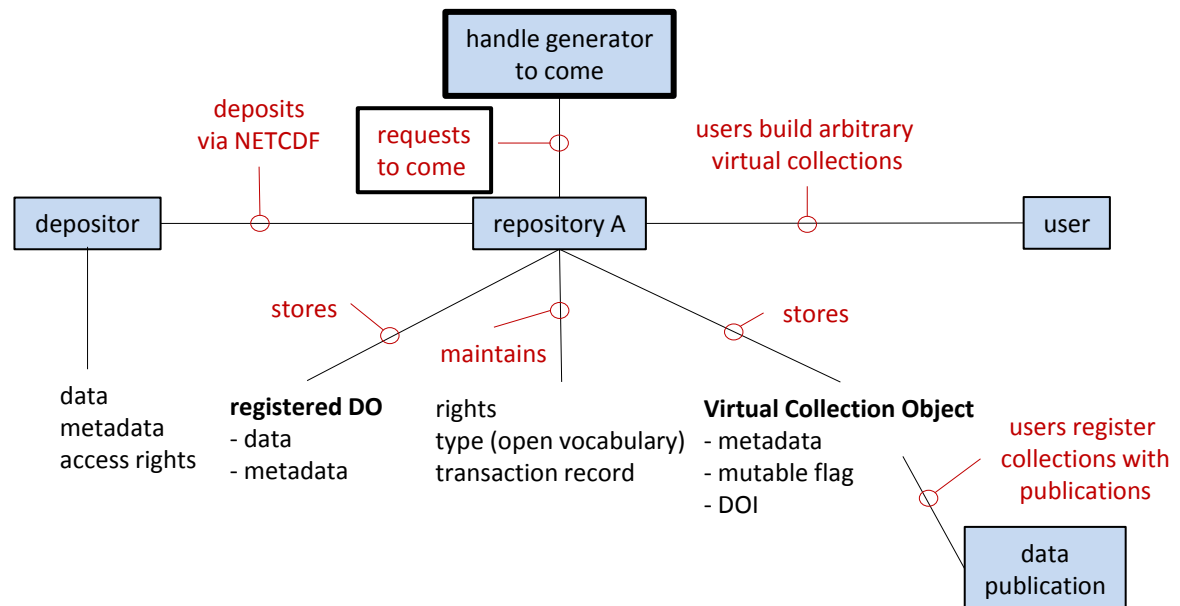 handle generator
to come
deposits
via NETCDF
requests
to come
users build arbitrary
virtual collections
depositor
repository A
user
stores
maintains
stores
data
metadata
access rights
registered DO
- data
- metadata
rights
type (open vocabulary)
transaction record
Virtual Collection Object
- metadata
- mutable flag
- DOI
users register
collections with
publications
data
publication